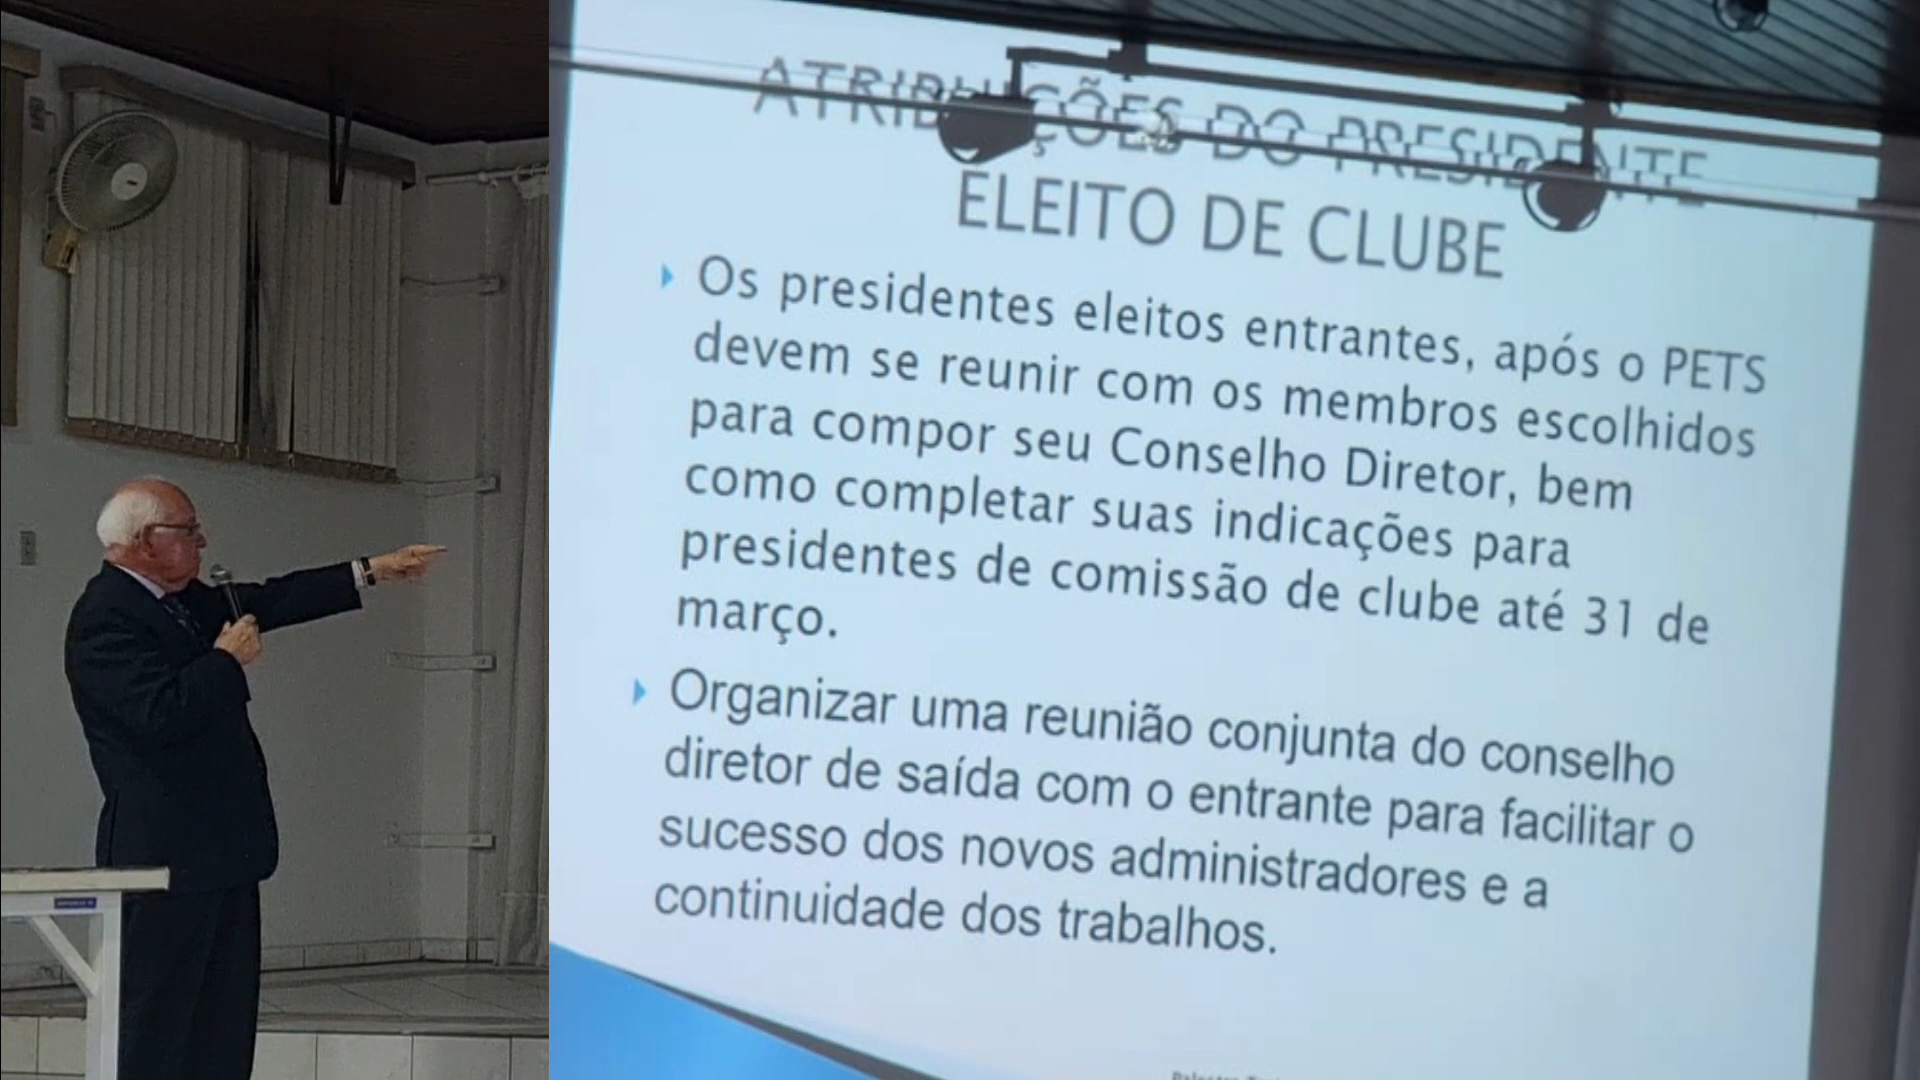 ATRIBUIÇÕES DO PRESIDENTE
ELEITO DE CLUBE
Os presidentes eleitos entrantes, após o PETS
devem se reunir com os membros escolhidos
para compor seu Conselho Diretor, bem
como completar suas indicações para
presidentes de comissão de clube até 31 de
março.
Organizar uma reunião conjunta do conselho
diretor de saída com o entrante para facilitar o
sucesso dos novos administradores e a
continuidade dos trabalhos.